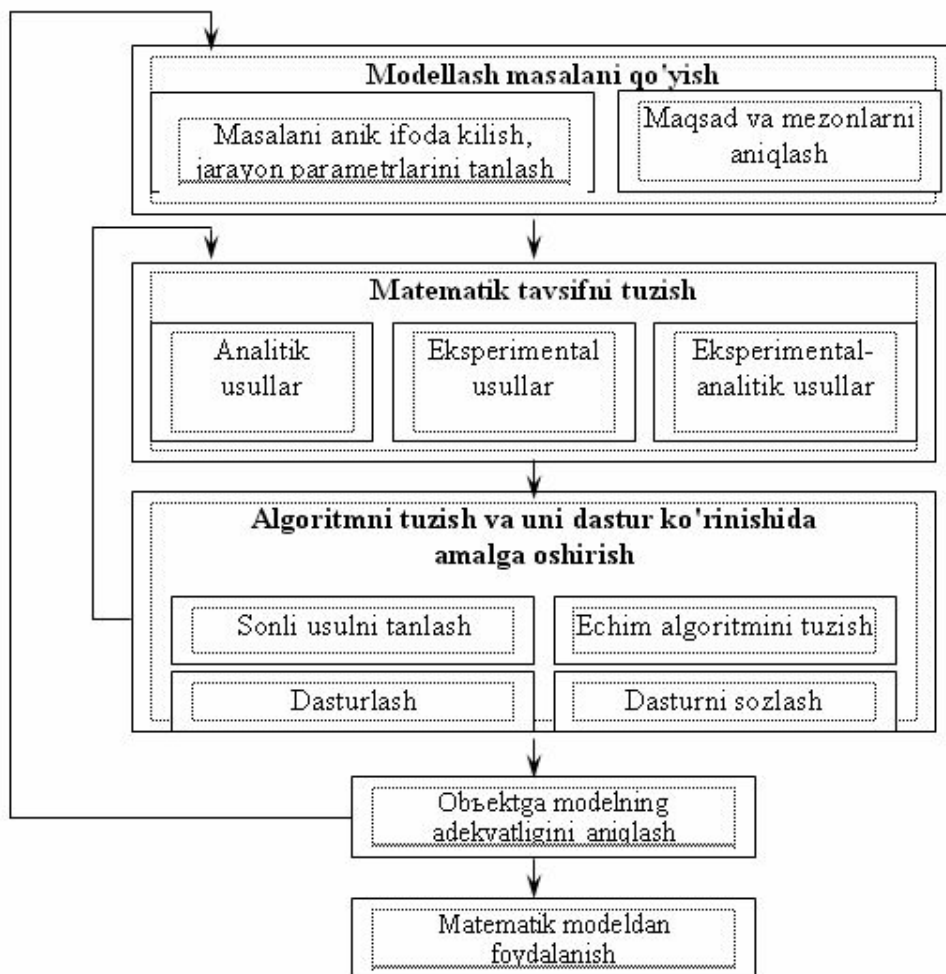 Modellash masalani qo'yish
Masalani anik ifoda kilish,
jarayon parametrlarini tanlash
Maqsad va mezonlarni
aniqlash
Matematik tavsifni tuzish
Analitik
usullar
Eksperimental
usullar
Eksperimental-
analitik usullar
Algoritmni tuzish va uni dastur ko'rinishida
amalga oshirish
Sonli usulni tanlash
Echim algoritmini tuzish
Dasturlash
Dasturni sozlash
Obъektga modelning
adekvatligini aniqlash
Matematik modeldan
foydalanish